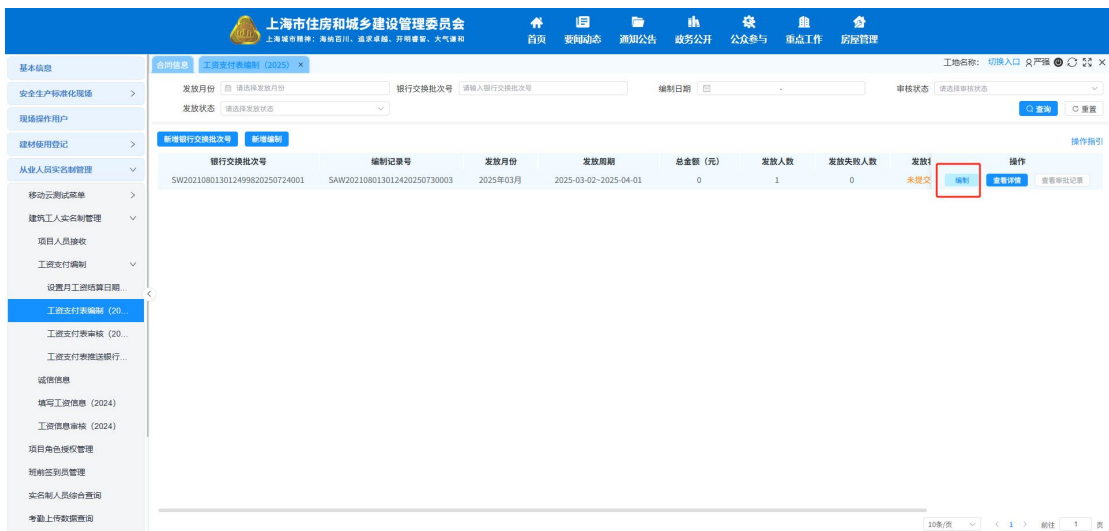 上海市住房和城乡建设管理委员会
上海城市精神：海纳百川、追求卓越、开明睿智、大气谦和
首页 要闻动态 通知公告 政务公开 公众参与 重点工作 房屋管理
基本信息
安全生产标准化现场
现场操作用户
建材使用登记
从业人员实名制管理
移动云测试菜单
建筑工人实名制管理
项目人员接收
工资支付编制
设置月工资结算日期...
工资支付表编制（20...
工资支付表审核（20...
工资支付表推送银行...
诚信信息
填写工资信息（2024）
工资信息审核（2024）
项目角色授权管理
班前签到员管理
实名制人员综合查询
考勤上传数据查询
合同信息 工资支付表编制（2025） ×
工地名称： 切换入口 严强
发放月份 请选择发放月份 银行交换批次号 请输入银行交换批次号 编制日期 - 审核状态 请选择审核状态
发放状态 请选择发放状态 查询 重置
新增银行交换批次号 新增编制 操作指引
银行交换批次号 编制记录号 发放月份 发放周期 总金额（元） 发放人数 发放失败人数 发放 操作
SW202108013012499820250724001 SAW20210801301242025073​0003 2025年03月 2025-03-02~2025-04-01 0 1 0 未提交 编制 查看详情 查看审批记录
10条/页 < 1 > 前往 1 页